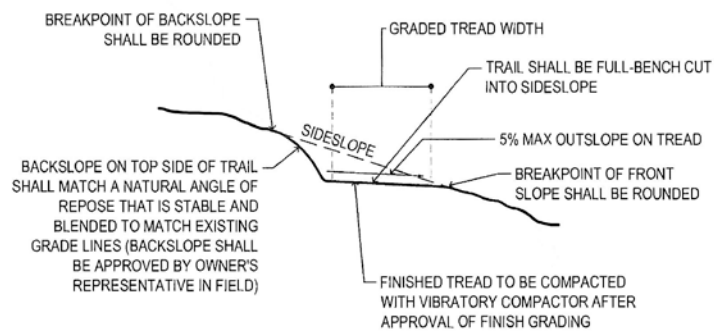 BREAKPOINT OF BACKSLOPE
SHALL BE ROUNDED
GRADED TREAD WIDTH
TRAIL SHALL BE FULL-BENCH CUT
INTO SIDESLOPE
SIDESLOPE
5% MAX OUTSLOPE ON TREAD
BREAKPOINT OF FRONT
SLOPE SHALL BE ROUNDED
BACKSLOPE ON TOP SIDE OF TRAIL
SHALL MATCH A NATURAL ANGLE OF
REPOSE THAT IS STABLE AND
BLENDED TO MATCH EXISTING
GRADE LINES (BACKSLOPE SHALL
BE APPROVED BY OWNER'S
REPRESENTATIVE IN FIELD)
FINISHED TREAD TO BE COMPACTED
WITH VIBRATORY COMPACTOR AFTER
APPROVAL OF FINISH GRADING